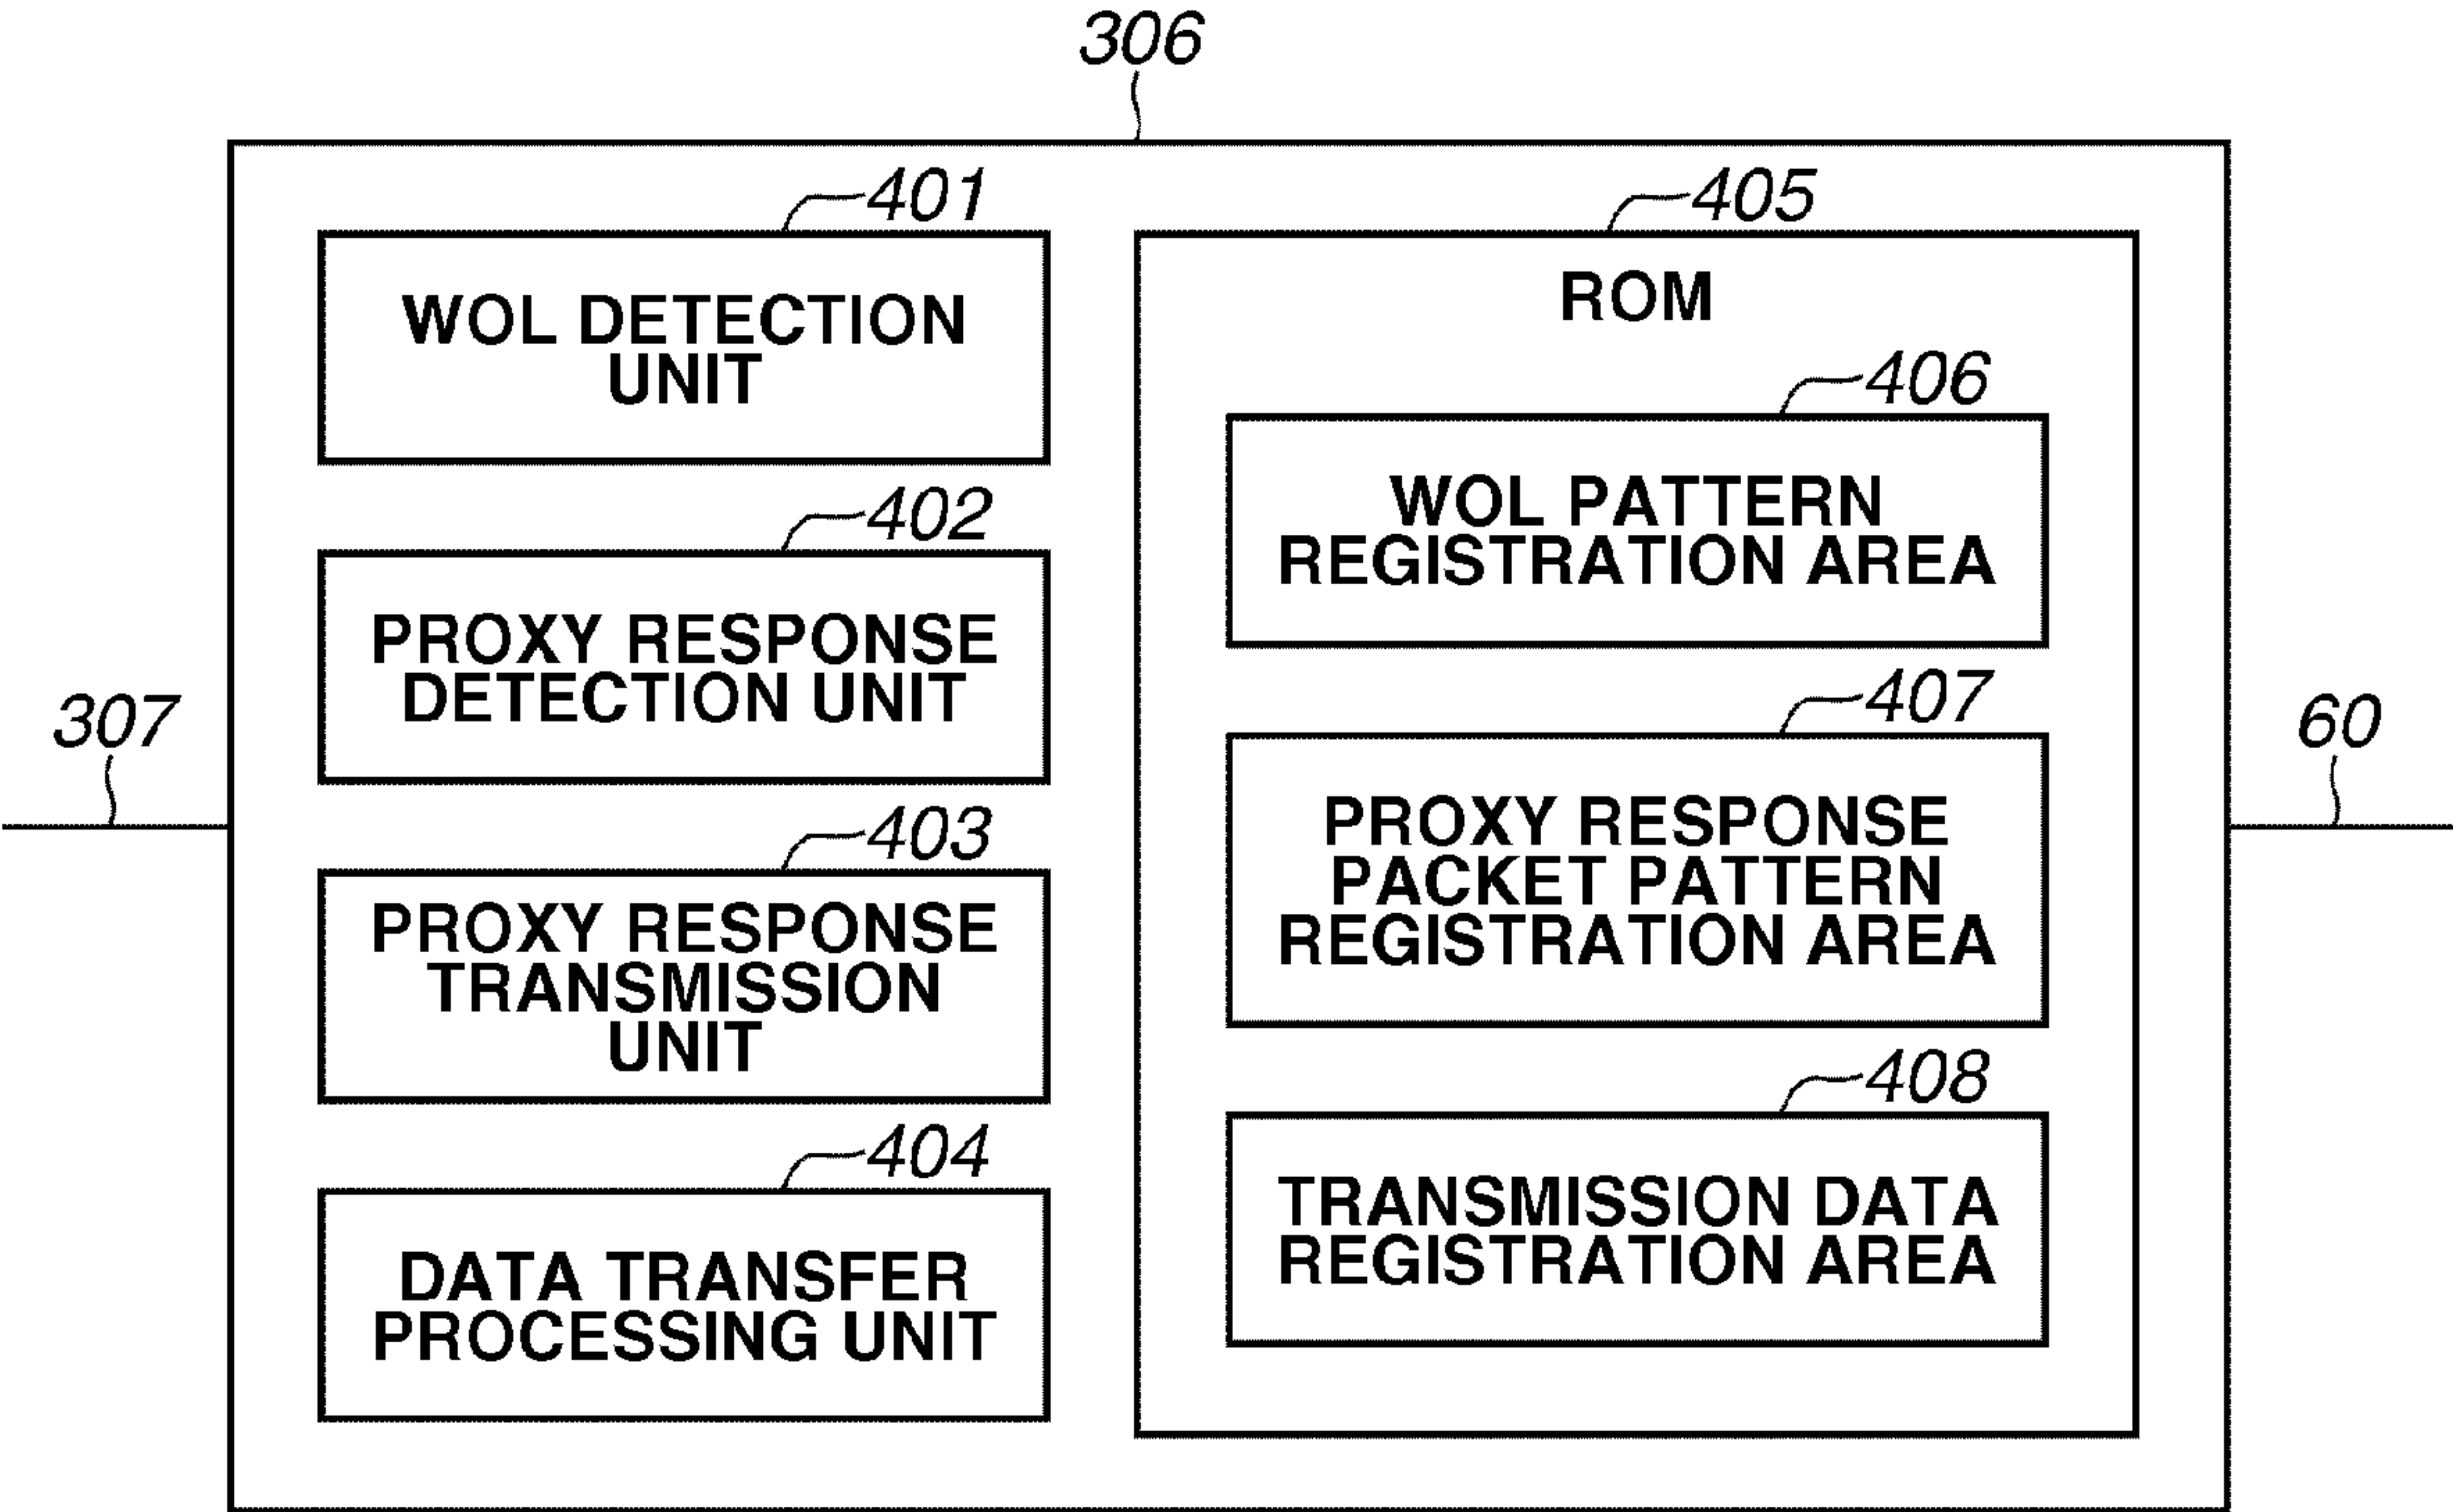 306
401
WOL DETECTION
UNIT
402
PROXY RESPONSE
DETECTION UNIT
403
PROXY RESPONSE
TRANSMISSION
UNIT
404
DATA TRANSFER
PROCESSING UNIT
405
ROM
406
WOL PATTERN
REGISTRATION AREA
407
PROXY RESPONSE
PACKET PATTERN
REGISTRATION AREA
408
TRANSMISSION DATA
REGISTRATION AREA
307
60